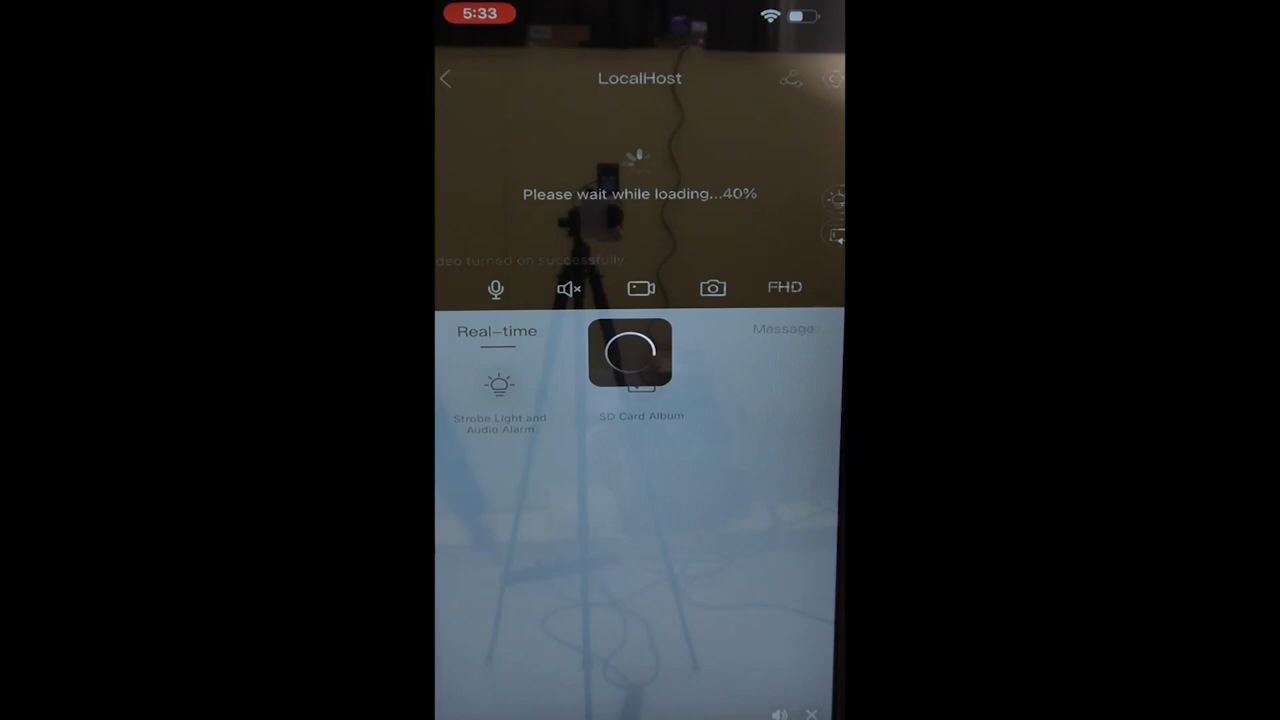 5:33
LocalHost
Please wait while loading...40%
deo turned on successfully
FHD
Real-time
Message
Strobe Light and
Audio Alarm
SD Card Album